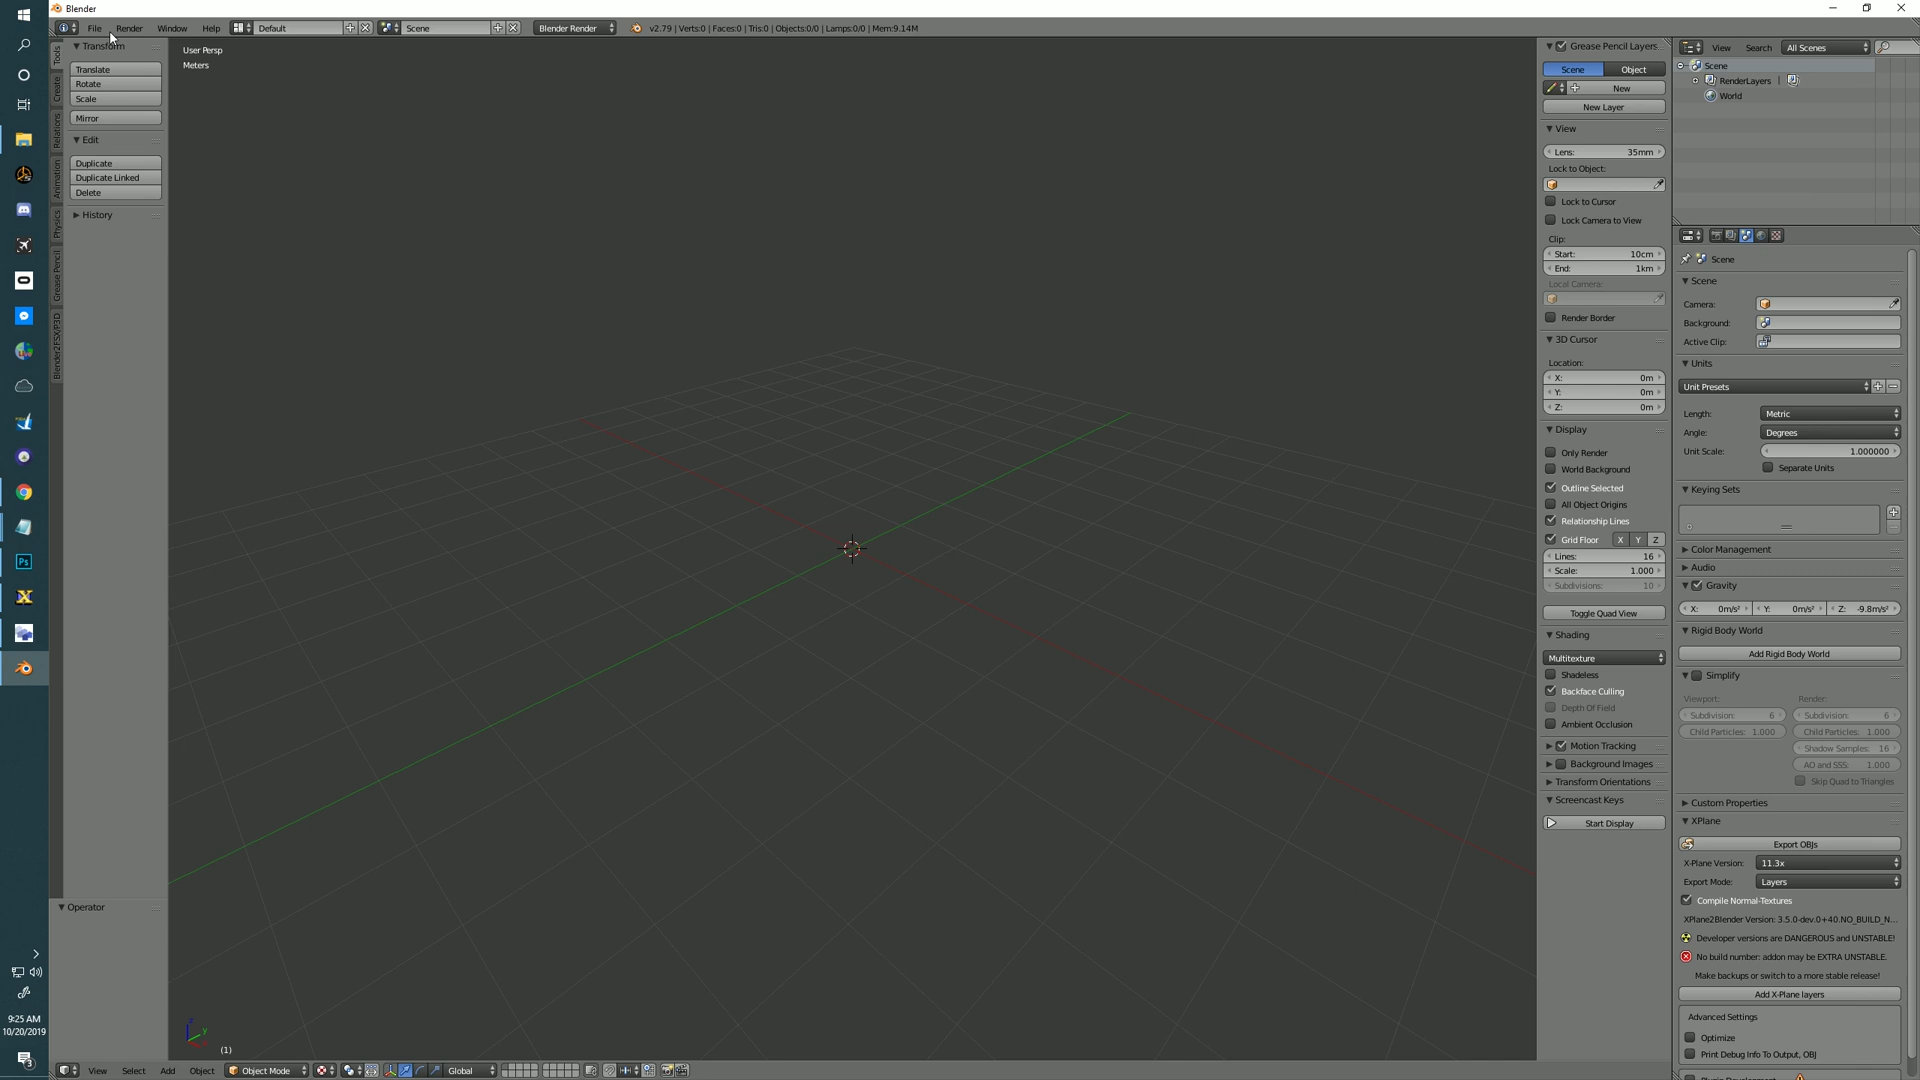 Blender
File Render Window Help Default Scene Blender Render v2.79 | Verts:0 | Faces:0 | Tris:0 | Objects:0/0 | Lamps:0/0 | Mem:9.14M
Tools
Create
Relations
Animation
Physics
Grease Pencil
Blender2FSX/P3D
Transform
Translate
Rotate
Scale
Mirror
Edit
Duplicate
Duplicate Linked
Delete
History
Operator
User Persp
Meters
(1)
View Select Add Object Object Mode Global
Grease Pencil Layers
Scene Object
New
New Layer
View
Lens: 35mm
Lock to Object:
Lock to Cursor
Lock Camera to View
Clip:
Start: 10cm
End: 1km
Local Camera:
Render Border
3D Cursor
Location:
X: 0m
Y: 0m
Z: 0m
Display
Only Render
World Background
Outline Selected
All Object Origins
Relationship Lines
Grid Floor X Y Z
Lines: 16
Scale: 1.000
Subdivisions: 10
Toggle Quad View
Shading
Multitexture
Shadeless
Backface Culling
Depth Of Field
Ambient Occlusion
Motion Tracking
Background Images
Transform Orientations
Screencast Keys
Start Display
View Search All Scenes
Scene
RenderLayers |
World
Scene
Scene
Camera:
Background:
Active Clip:
Units
Unit Presets
Length: Metric
Angle: Degrees
Unit Scale: 1.000000
Separate Units
Keying Sets
Color Management
Audio
Gravity
X: 0m/s² Y: 0m/s² Z: -9.8m/s²
Rigid Body World
Add Rigid Body World
Simplify
Viewport: Render:
Subdivision: 6 Subdivision: 6
Child Particles: 1.000 Child Particles: 1.000
Shadow Samples: 16
AO and SSS: 1.000
Skip Quad to Triangles
Custom Properties
XPlane
Export OBJs
X-Plane Version: 11.3x
Export Mode: Layers
Compile Normal-Textures
XPlane2Blender Version: 3.5.0-dev.0+40.NO_BUILD_N...
Developer versions are DANGEROUS and UNSTABLE!
No build number: addon may be EXTRA UNSTABLE.
Make backups or switch to a more stable release!
Add X-Plane layers
Advanced Settings
Optimize
Print Debug Info To Output, OBJ
Ps
9:25 AM
10/20/2019
3